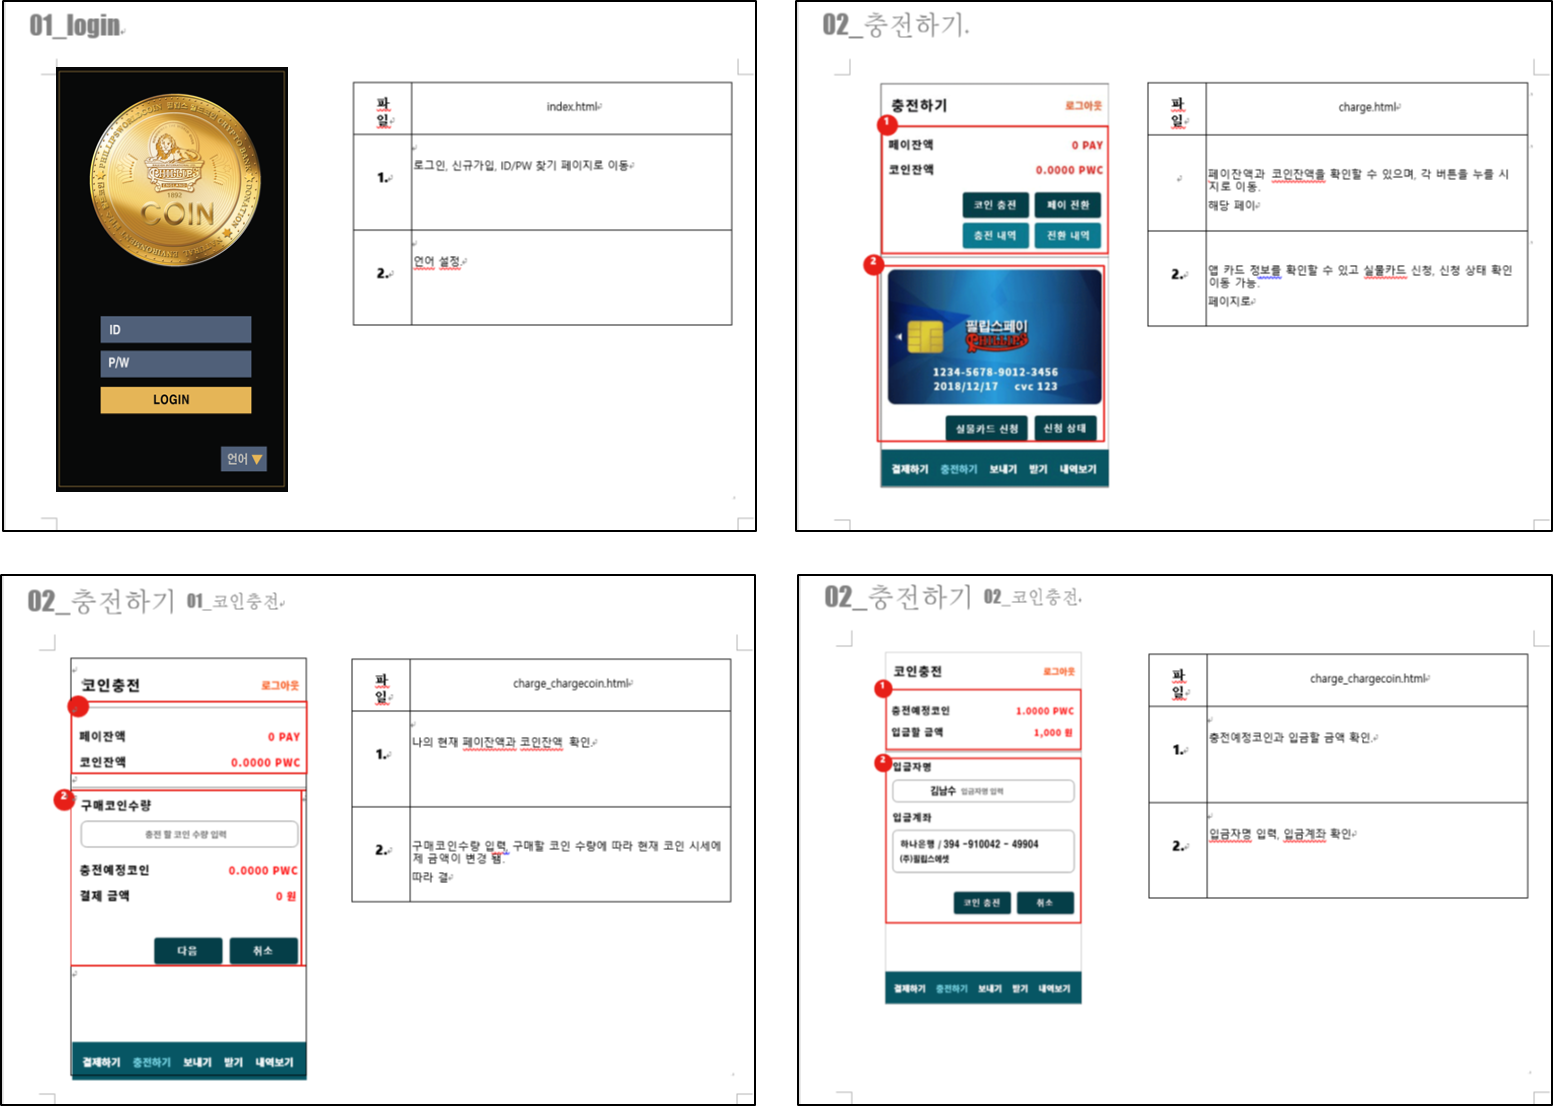 01_login
COIN
1892
PHILLIPS
COIN
ID
P/W
LOGIN
언어 ▼
파일
index.html
1.
로그인, 신규가입, ID/PW 찾기 페이지로 이동
2.
언어 설정
02_충전하기.
충전하기
로그아웃
1
페이잔액
0 PAY
코인잔액
0.0000 PWC
코인 충전
페이 전환
충전 내역
전환 내역
2
필립스페이
PHILLIPS
1234-5678-9012-3456
2018/12/17 cvc 123
실물카드 신청
신청 상태
결제하기 충전하기 보내기 받기 내역보기
파일
charge.html
페이잔액과 코인잔액을 확인할 수 있으며, 각 버튼을 누를 시
지로 이동.
해당 페이
2.
앱 카드 정보를 확인할 수 있고 실물카드 신청, 신청 상태 확인
이동 가능.
페이지로
02_충전하기 01_코인충전
코인충전
로그아웃
페이잔액
0 PAY
코인잔액
0.0000 PWC
2
구매코인수량
충전 할 코인 수량 입력
충전예정코인
0.0000 PWC
결제 금액
0 원
다음
취소
결제하기 충전하기 보내기 받기 내역보기
파일
charge_chargecoin.html
1.
나의 현재 페이잔액과 코인잔액 확인.
2.
구매코인수량 입력, 구매할 코인 수량에 따라 현재 코인 시세에
제 금액이 변경 됨.
따라 결
02_충전하기 02_코인충전.
코인충전
로그아웃
1
충전예정코인
1.0000 PWC
입금할 금액
1,000 원
2
입금자명
김남수 입금자명 입력
입금계좌
하나은행 / 394 -910042 - 49904
(주)필립스에셋
코인 충전
취소
결제하기 충전하기 보내기 받기 내역보기
파일
charge_chargecoin.html
1.
충전예정코인과 입금할 금액 확인.
2.
입금자명 입력, 입금계좌 확인